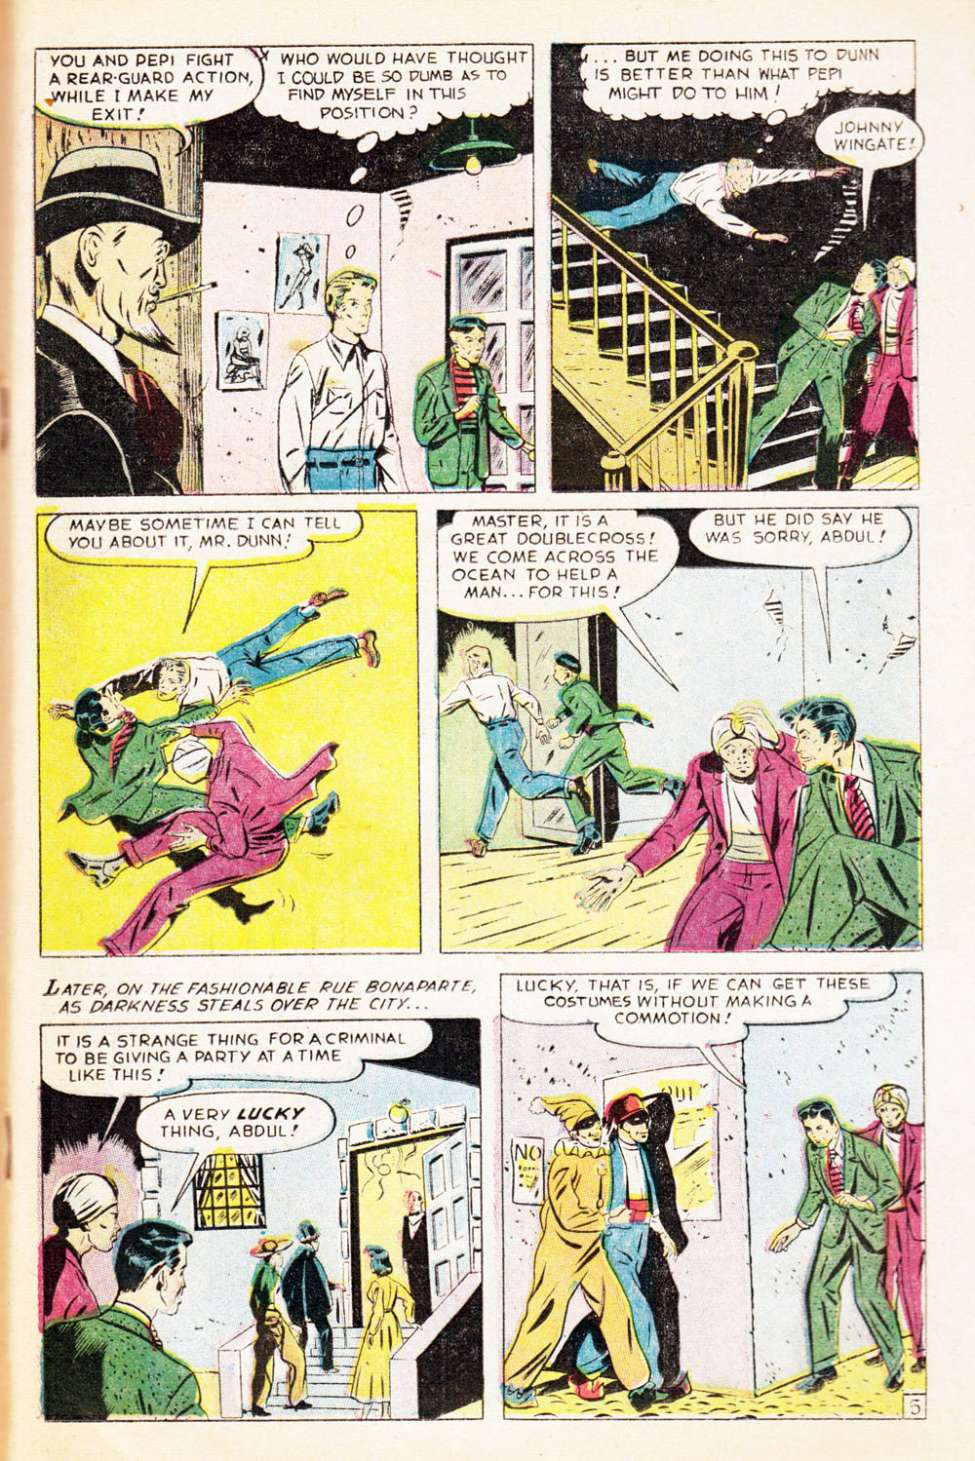 YOU AND PEPI FIGHT
A REAR-GUARD ACTION,
WHILE I MAKE MY
EXIT!
WHO WOULD HAVE THOUGHT
I COULD BE SO DUMB AS TO
FIND MYSELF IN THIS
POSITION?
... BUT ME DOING THIS TO DUNN
IS BETTER THAN WHAT PEPI
MIGHT DO TO HIM!
JOHNNY
WINGATE!
MAYBE SOMETIME I CAN TELL
YOU ABOUT IT, MR. DUNN!
MASTER, IT IS A
GREAT DOUBLECROSS!
WE COME ACROSS THE
OCEAN TO HELP A
MAN... FOR THIS!
BUT HE DID SAY HE
WAS SORRY, ABDUL!
LATER, ON THE FASHIONABLE RUE BONAPARTE,
AS DARKNESS STEALS OVER THE CITY...
IT IS A STRANGE THING FOR A CRIMINAL
TO BE GIVING A PARTY AT A TIME
LIKE THIS!
A VERY LUCKY
THING, ABDUL!
LUCKY, THAT IS, IF WE CAN GET THESE
COSTUMES WITHOUT MAKING A
COMMOTION!
OUI
NO
5